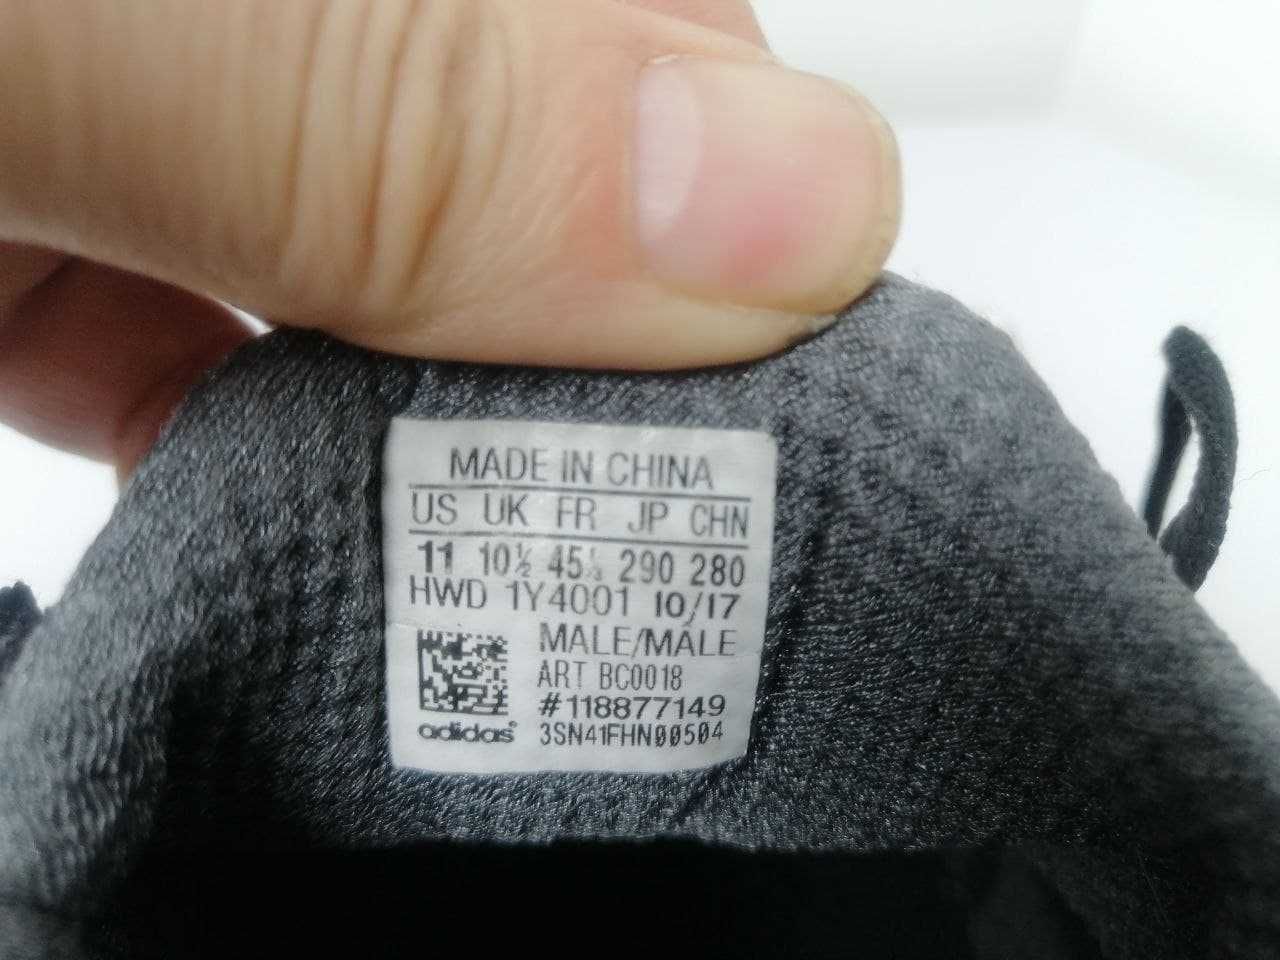 MADE IN CHINA
US UK FR JP CHN
11 10½ 45⅓ 290 280
HWD 1Y4001 10/17
MALE/MÂLE
ART BC0018
#118877149
adidas® 3SN41FHN00504